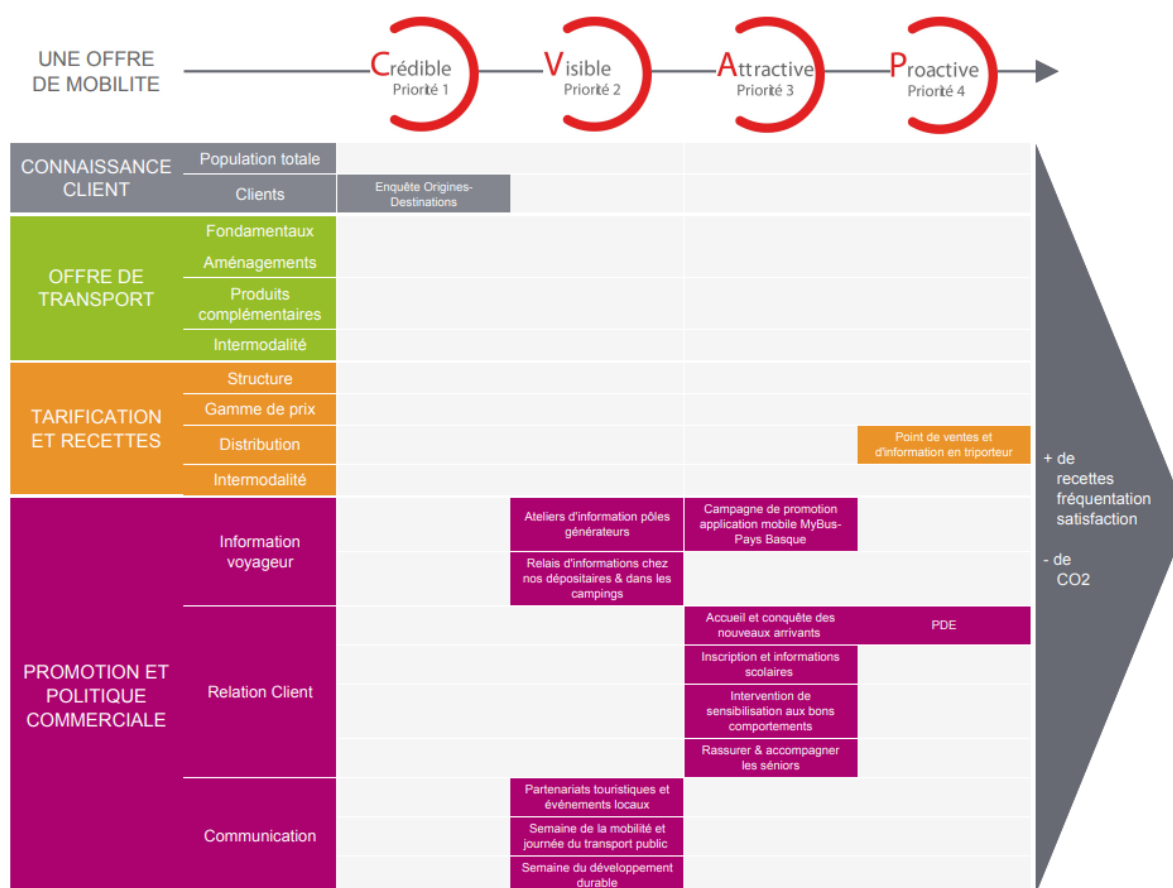 UNE OFFRE
DE MOBILITE
Crédible
Priorité 1
Visible
Priorité 2
Attractive
Priorité 3
Proactive
Priorité 4
CONNAISSANCE
CLIENT
Population totale
Clients
Enquête Origines-
Destinations
OFFRE DE
TRANSPORT
Fondamentaux
Aménagements
Produits
complémentaires
Intermodalité
TARIFICATION
ET RECETTES
Structure
Gamme de prix
Distribution
Point de ventes et
d'information en triporteur
Intermodalité
PROMOTION ET
POLITIQUE
COMMERCIALE
Information
voyageur
Ateliers d'information pôles
générateurs
Campagne de promotion
application mobile MyBus-
Pays Basque
Relais d'informations chez
nos dépositaires & dans les
campings
Relation Client
Accueil et conquête des
nouveaux arrivants
PDE
Inscription et informations
scolaires
Intervention de
sensibilisation aux bons
comportements
Rassurer & accompagner
les séniors
Communication
Partenariats touristiques et
événements locaux
Semaine de la mobilité et
journée du transport public
Semaine du développement
durable
+ de
recettes
fréquentation
satisfaction
- de
CO2